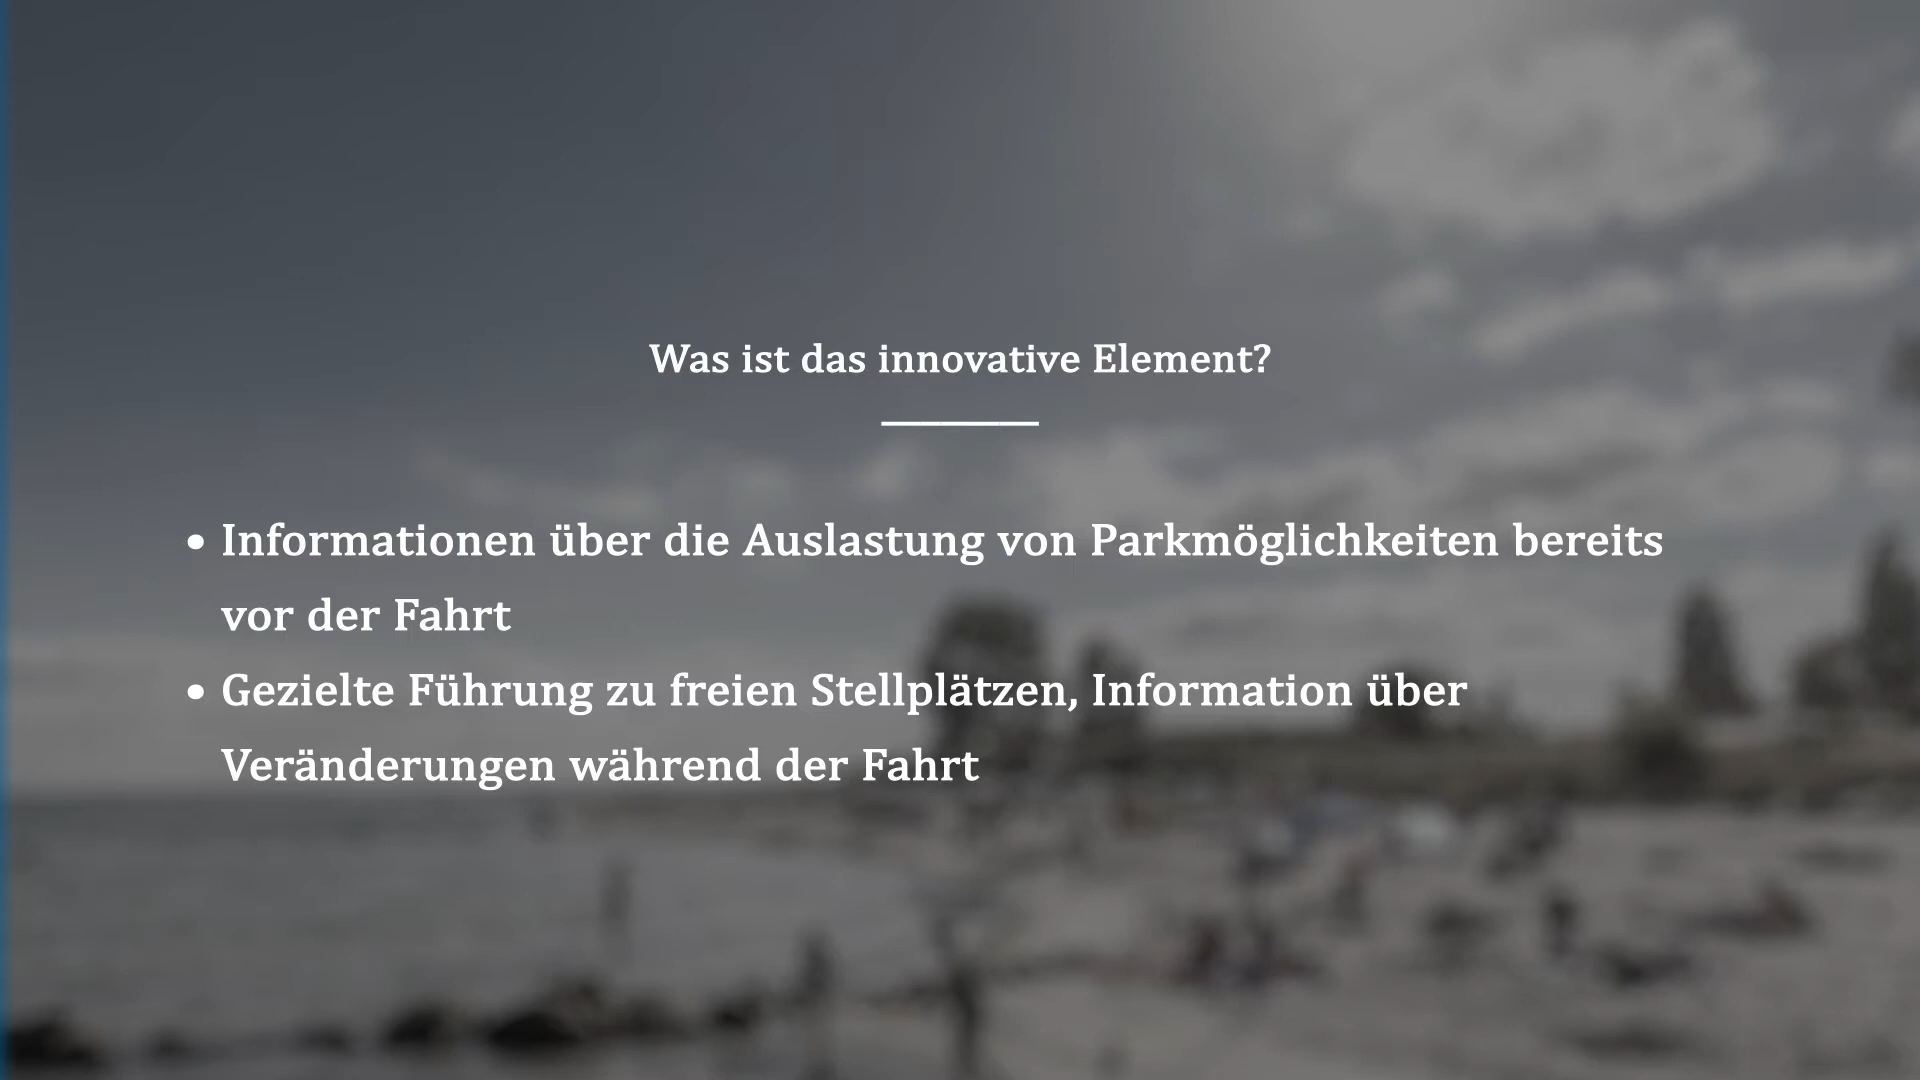 Was ist das innovative Element?
• Informationen über die Auslastung von Parkmöglichkeiten bereits
vor der Fahrt
• Gezielte Führung zu freien Stellplätzen, Information über
Veränderungen während der Fahrt